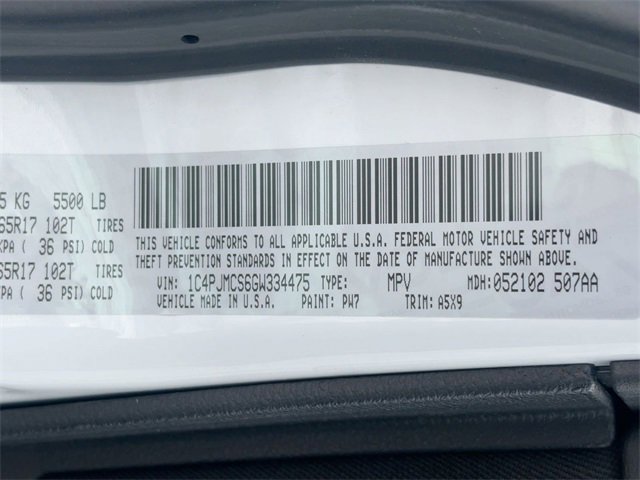 5 KG 5500 LB
65R17 102T TIRES
KPA ( 36 PSI) COLD
65R17 102T TIRES
KPA ( 36 PSI) COLD
THIS VEHICLE CONFORMS TO ALL APPLICABLE U.S.A. FEDERAL MOTOR VEHICLE SAFETY AND
THEFT PREVENTION STANDARDS IN EFFECT ON THE DATE OF MANUFACTURE SHOWN ABOVE.
VIN: 1C4PJMCS6GW334475 TYPE: MPV MDH: 052102 507AA
VEHICLE MADE IN U.S.A. PAINT: PW7 TRIM: A5X9